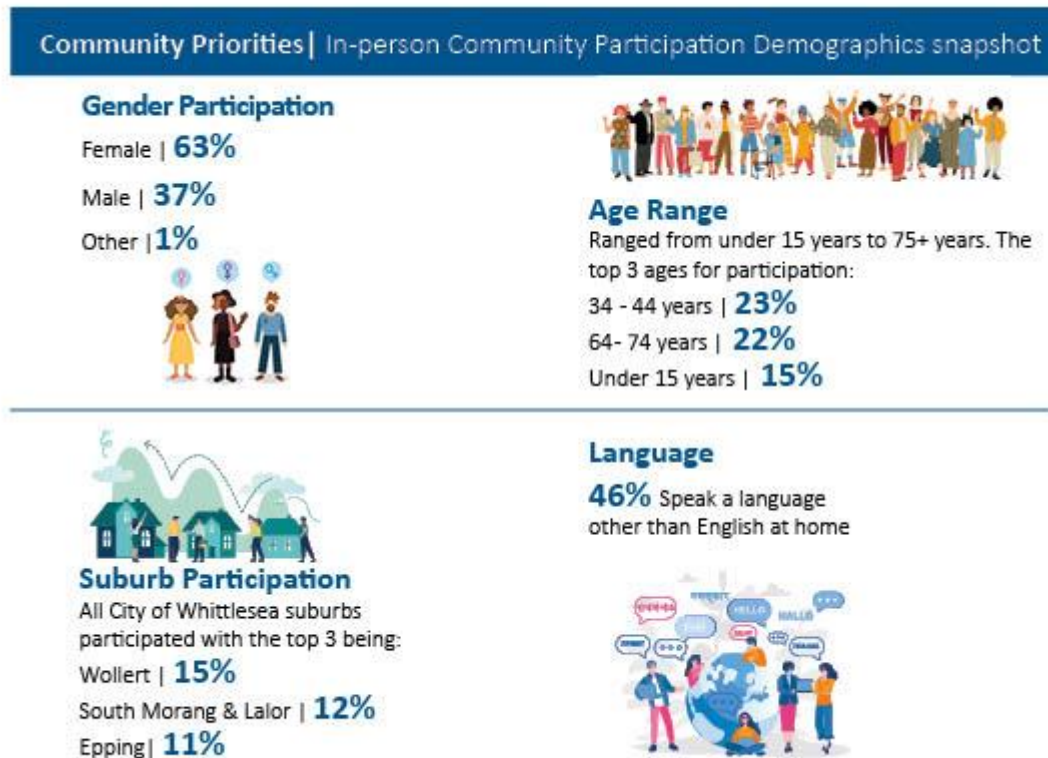 Community Priorities| In-person Community Participation Demographics snapshot
Gender Participation
Female | 63%
Male | 37%
Other |1%
Age Range
Ranged from under 15 years to 75+ years. The
top 3 ages for participation:
34 - 44 years | 23%
64- 74 years | 22%
Under 15 years | 15%
Suburb Participation
All City of Whittlesea suburbs
participated with the top 3 being:
Wollert | 15%
South Morang & Lalor | 12%
Epping| 11%
Language
46% Speak a language
other than English at home
HELLO
HALLO